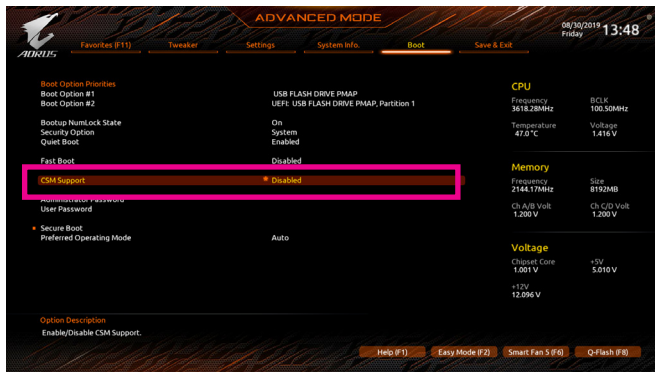 ADVANCED MODE
08/30/2019 13:48
Friday
AORUS
Favorites (F11) Tweaker Settings System Info. Boot Save & Exit
Boot Option Priorities
Boot Option #1 USB FLASH DRIVE PMAP
Boot Option #2 UEFI: USB FLASH DRIVE PMAP, Partition 1
Bootup NumLock State On
Security Option System
Quiet Boot Enabled
Fast Boot Disabled
CSM Support Disabled
Administrator Password
User Password
Secure Boot
Preferred Operating Mode Auto
CPU
Frequency BCLK
3618.28MHz 100.50MHz
Temperature Voltage
47.0 °C 1.416 V
Memory
Frequency Size
2144.17MHz 8192MB
Ch A/B Volt Ch C/D Volt
1.200 V 1.200 V
Voltage
Chipset Core +5V
1.001 V 5.010 V
+12V
12.096 V
Option Description
Enable/Disable CSM Support.
Help (F1) Easy Mode (F2) Smart Fan 5 (F6) Q-Flash (F8)